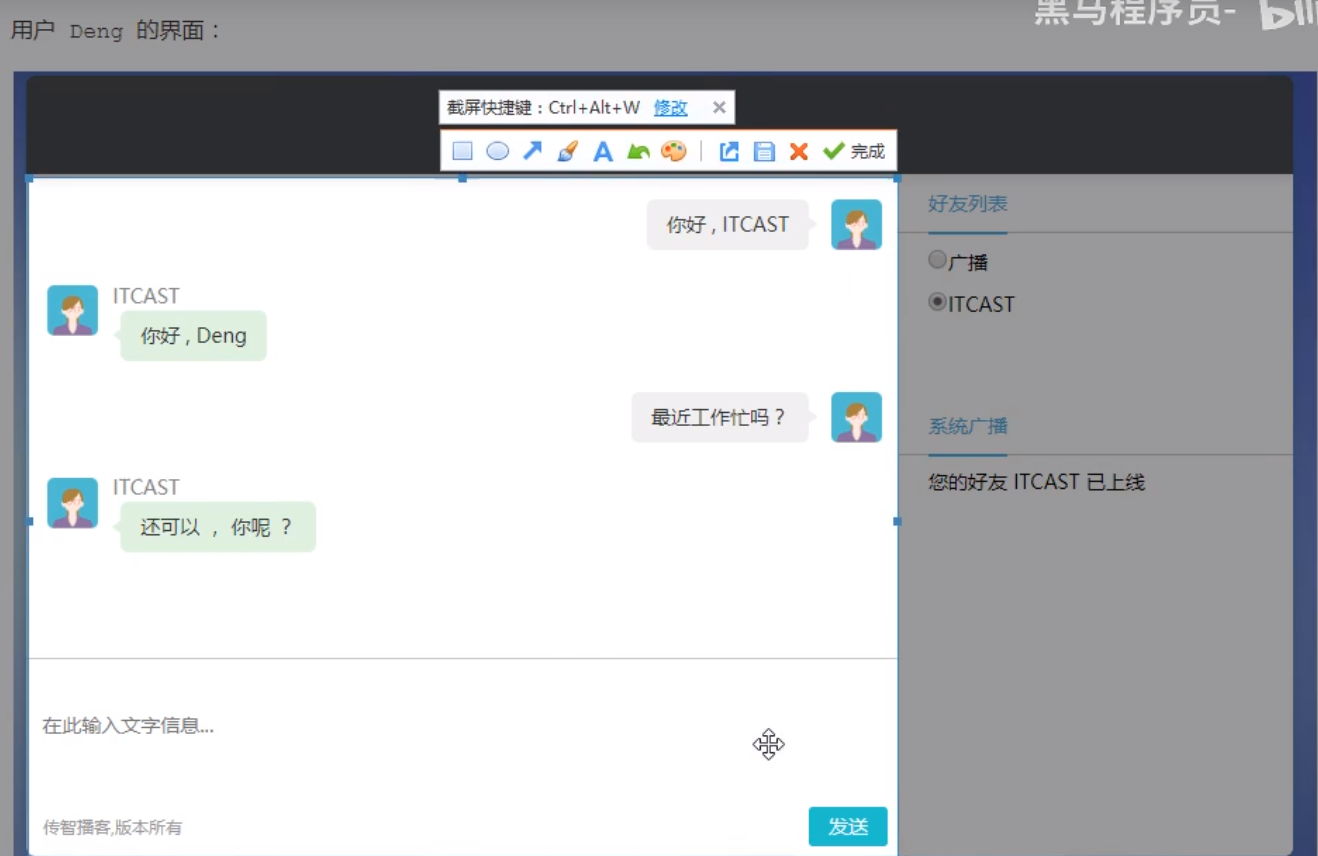 黑马程序员-
用户 Deng 的界面：
截屏快捷键：Ctrl+Alt+W 修改
A 完成
你好，ITCAST
ITCAST
你好，Deng
最近工作忙吗？
ITCAST
还可以 ， 你呢 ？
在此输入文字信息...
传智播客,版本所有
发送
好友列表
广播
ITCAST
系统广播
您的好友 ITCAST 已上线